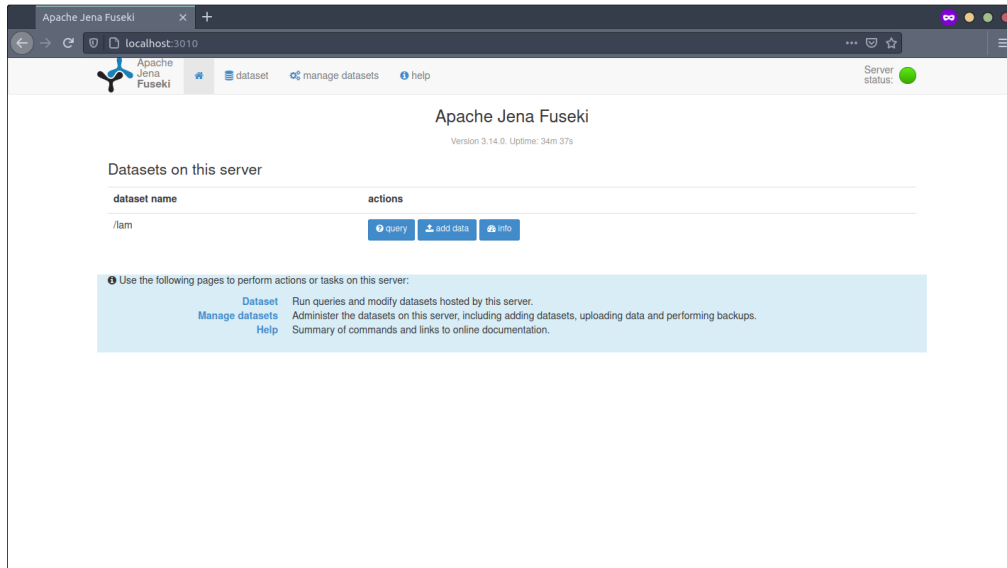 Apache Jena Fuseki
localhost:3010
Apache
Jena
Fuseki
dataset
manage datasets
help
Server
status:
Apache Jena Fuseki
Version 3.14.0. Uptime: 34m 37s
Datasets on this server
dataset name actions
/lam query add data info
Use the following pages to perform actions or tasks on this server:
Dataset Run queries and modify datasets hosted by this server.
Manage datasets Administer the datasets on this server, including adding datasets, uploading data and performing backups.
Help Summary of commands and links to online documentation.